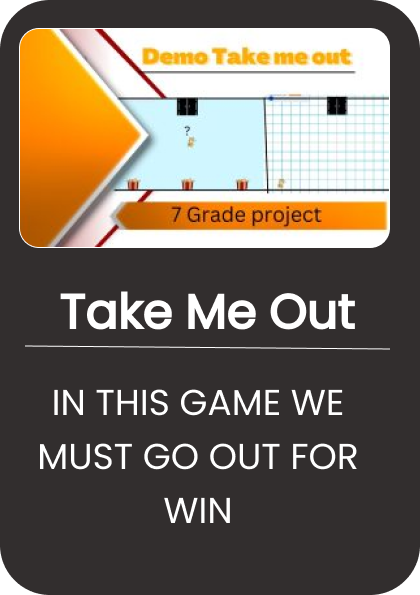 Demo Take me out
?
7 Grade project
Take Me Out
IN THIS GAME WE
MUST GO OUT FOR
WIN